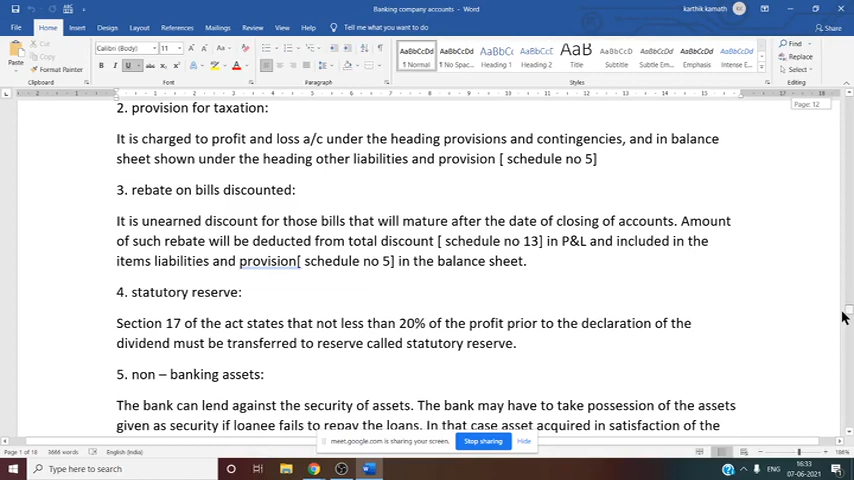 Banking company accounts - Word
karthik kamath KK
File Home Insert Design Layout References Mailings Review View Help Tell me what you want to do Share
Cut
Copy
Paste Format Painter
Clipboard
Calibri (Body) 11
Font
Paragraph
AaBbCcDd AaBbCcDd AaBbCc AaBbCcD AaB AaBbCcD AaBbCcDd AaBbCcDd
¶ Normal ¶ No Spac... Heading 1 Heading 2 Title Subtitle Subtle Em... Emphasis Intense E...
Styles
Find
Replace
Select
Editing
Page: 12
2. provision for taxation:
It is charged to profit and loss a/c under the heading provisions and contingencies, and in balance
sheet shown under the heading other liabilities and provision [ schedule no 5]
3. rebate on bills discounted:
It is unearned discount for those bills that will mature after the date of closing of accounts. Amount
of such rebate will be deducted from total discount [ schedule no 13] in P&L and included in the
items liabilities and provision[ schedule no 5] in the balance sheet.
4. statutory reserve:
Section 17 of the act states that not less than 20% of the profit prior to the declaration of the
dividend must be transferred to reserve called statutory reserve.
5. non – banking assets:
The bank can lend against the security of assets. The bank may have to take possession of the assets
given as security if loanee fails to repay the loans. In that case asset acquired in satisfaction of the
meet.google.com is sharing your screen. Stop sharing Hide
Page 1 of 18 3666 words 186%
Type here to search
ENG 16:33
07-06-2021